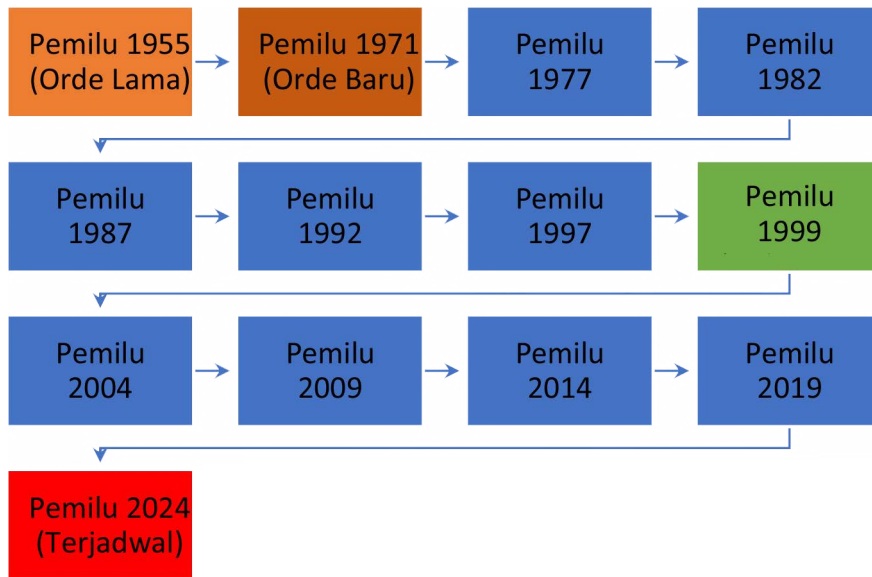 Pemilu 1955
(Orde Lama)
Pemilu 1971
(Orde Baru)
Pemilu
1977
Pemilu
1982
Pemilu
1987
Pemilu
1992
Pemilu
1997
Pemilu
1999
Pemilu
2004
Pemilu
2009
Pemilu
2014
Pemilu
2019
Pemilu 2024
(Terjadwal)